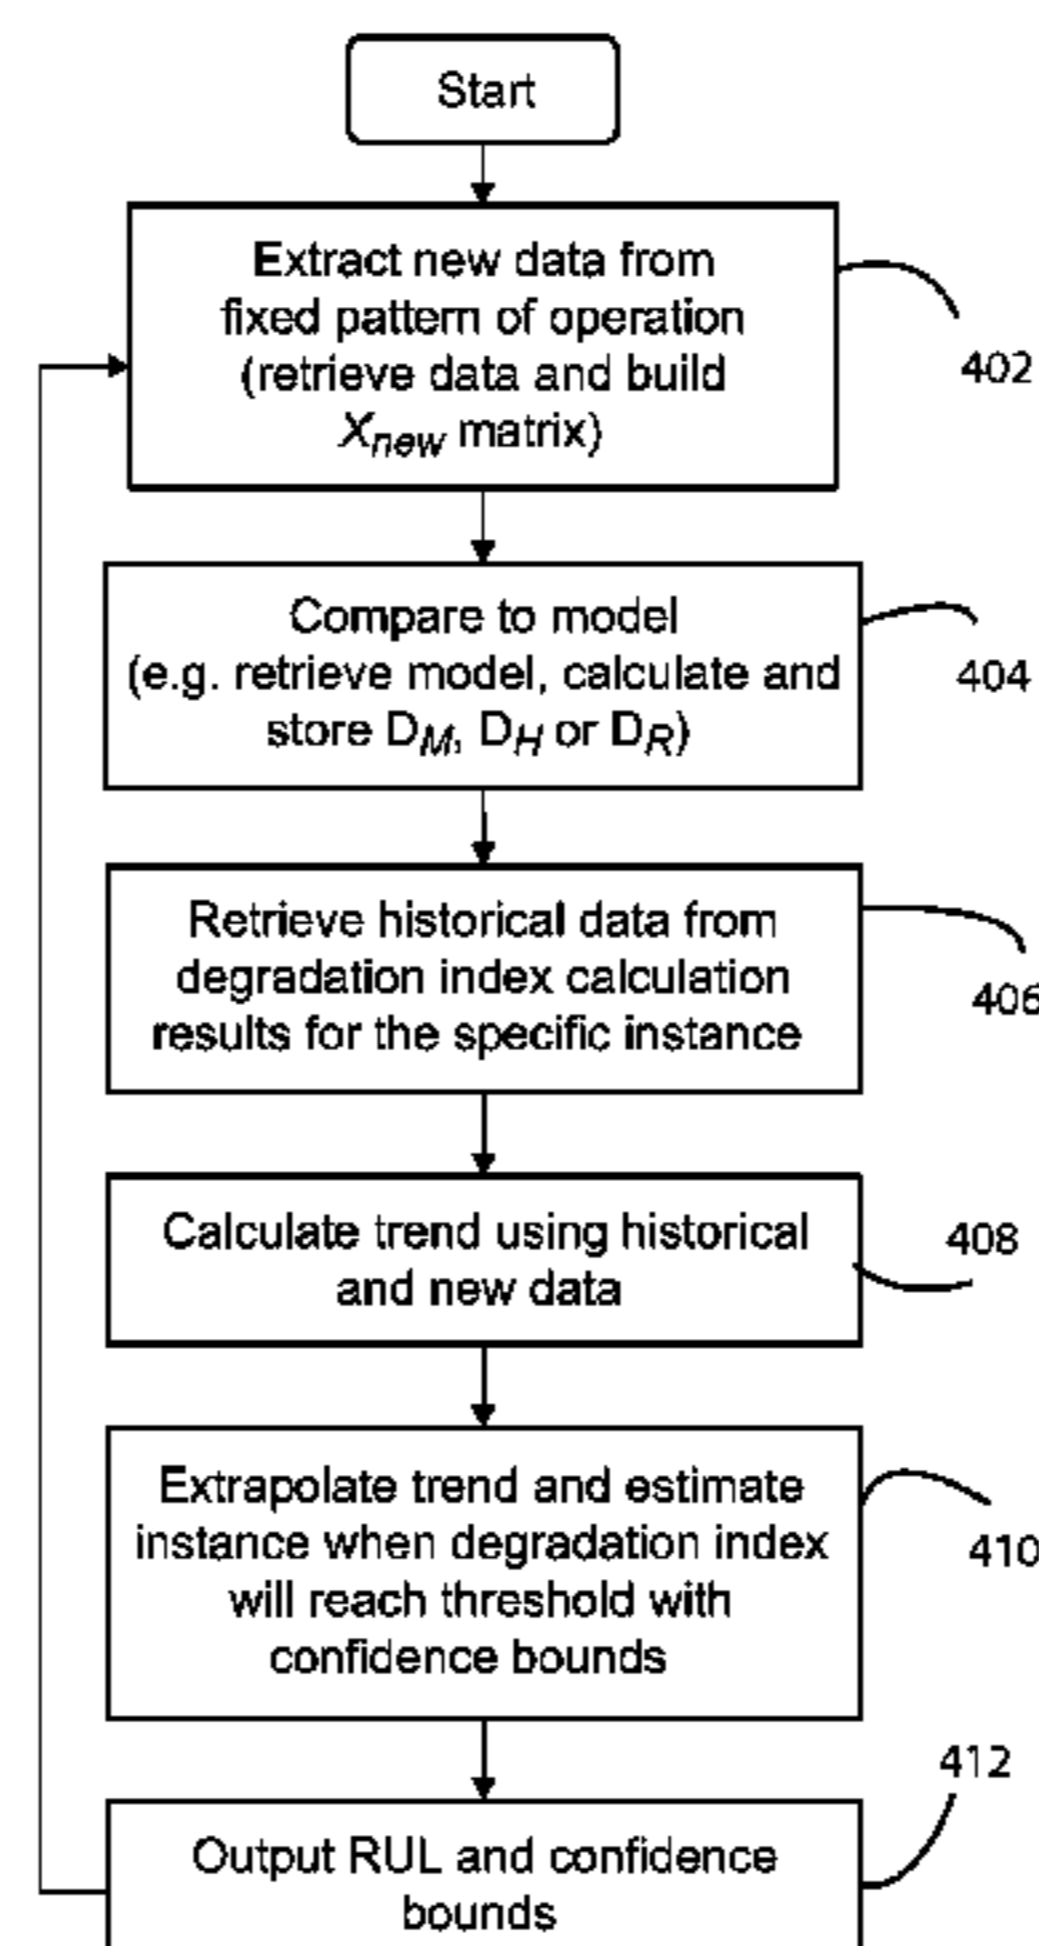 Start
Extract new data from
fixed pattern of operation
(retrieve data and build
Xnew matrix)
402
Compare to model
(e.g. retrieve model, calculate and
store DM, DH or DR)
404
Retrieve historical data from
degradation index calculation
results for the specific instance
406
Calculate trend using historical
and new data
408
Extrapolate trend and estimate
instance when degradation index
will reach threshold with
confidence bounds
410
412
Output RUL and confidence
bounds